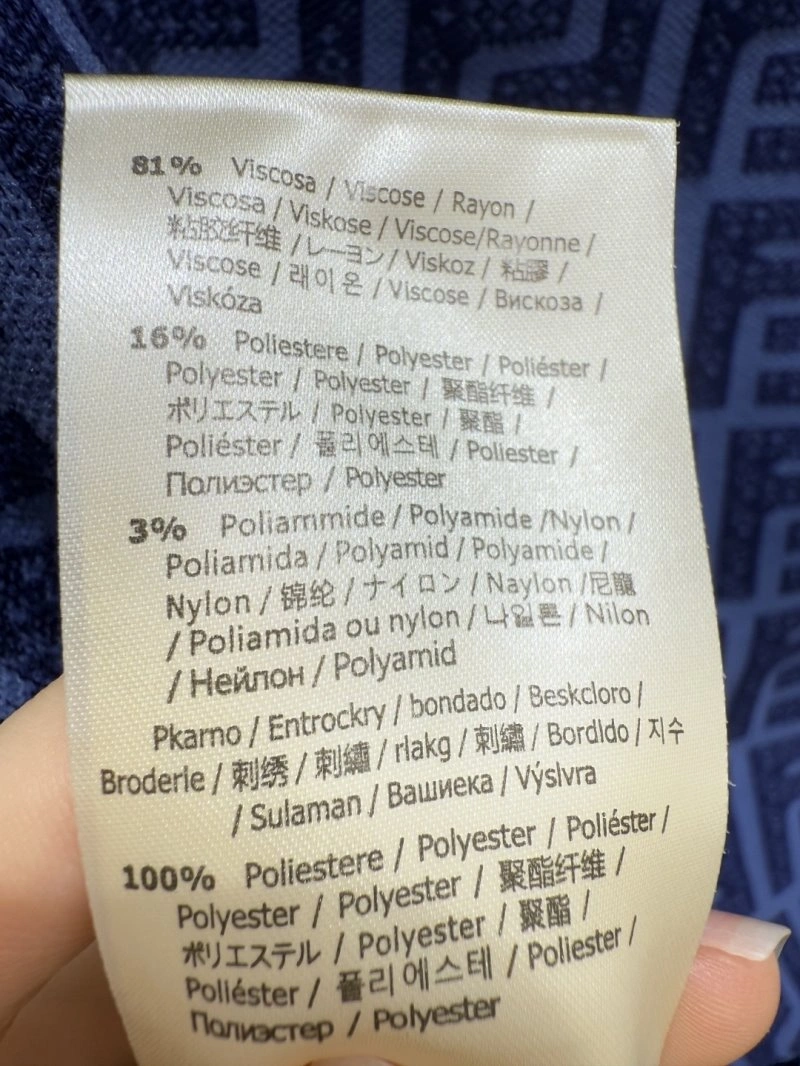 81% Viscosa / Viscose / Rayon /
Viscosa / Viskose / Viscose/Rayonne /
粘胶纤维 / レーヨン / Viskoz / 粘膠 /
Viscose / 래이온 / Viscose / Вискоза /
Viskóza
16% Poliestere / Polyester / Poliéster /
Polyester / Polyester / 聚酯纤维 /
ポリエステル / Polyester / 聚酯 /
Poliéster / 폴리에스테 / Poliester /
Полиэстер / Polyester
3% Poliammide / Polyamide /Nylon /
Poliamida / Polyamid / Polyamide /
Nylon / 锦纶 / ナイロン / Naylon /尼龍
/ Poliamida ou nylon / 나일론 / Nilon
/ Нейлон / Polyamid
Pkamo / Entrockry / bondado / Beskcloro /
Broderle / 刺绣 / 刺繡 / rlakg / 刺繡 / Bordldo / 지수
/ Sulaman / Вашиека / Výslvra
100% Poliestere / Polyester / Poliéster /
Polyester / Polyester / 聚酯纤维 /
ポリエステル / Polyester / 聚酯 /
Poliéster / 폴리에스테 / Poliester /
Полиэстер / Polyester